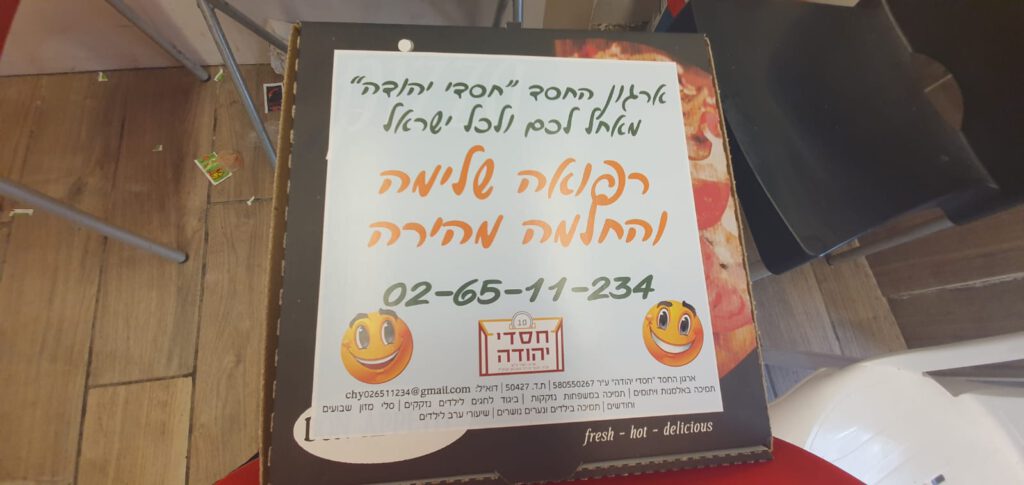 ארגון החסד "חסדי יהודה"
מאחל לכם ולכל ישראל
רפואה שלימה
והחלמה מהירה
02-65-11-234
חסדי
יהודה
ארגון החסד "חסדי יהודה" ע"ר 580550267 | ת.ד. 50427 | דוא"ל: chy026511234@gmail.com
תמיכה באלמנות ויתומים | תמיכה במשפחות נזקקות | ביגוד לחגים לילדים נזקקים | סלי מזון שבועים
וחודשים | תמיכה בילדים ונערים נושרים | שיעורי ערב לילדים
fresh - hot - delicious